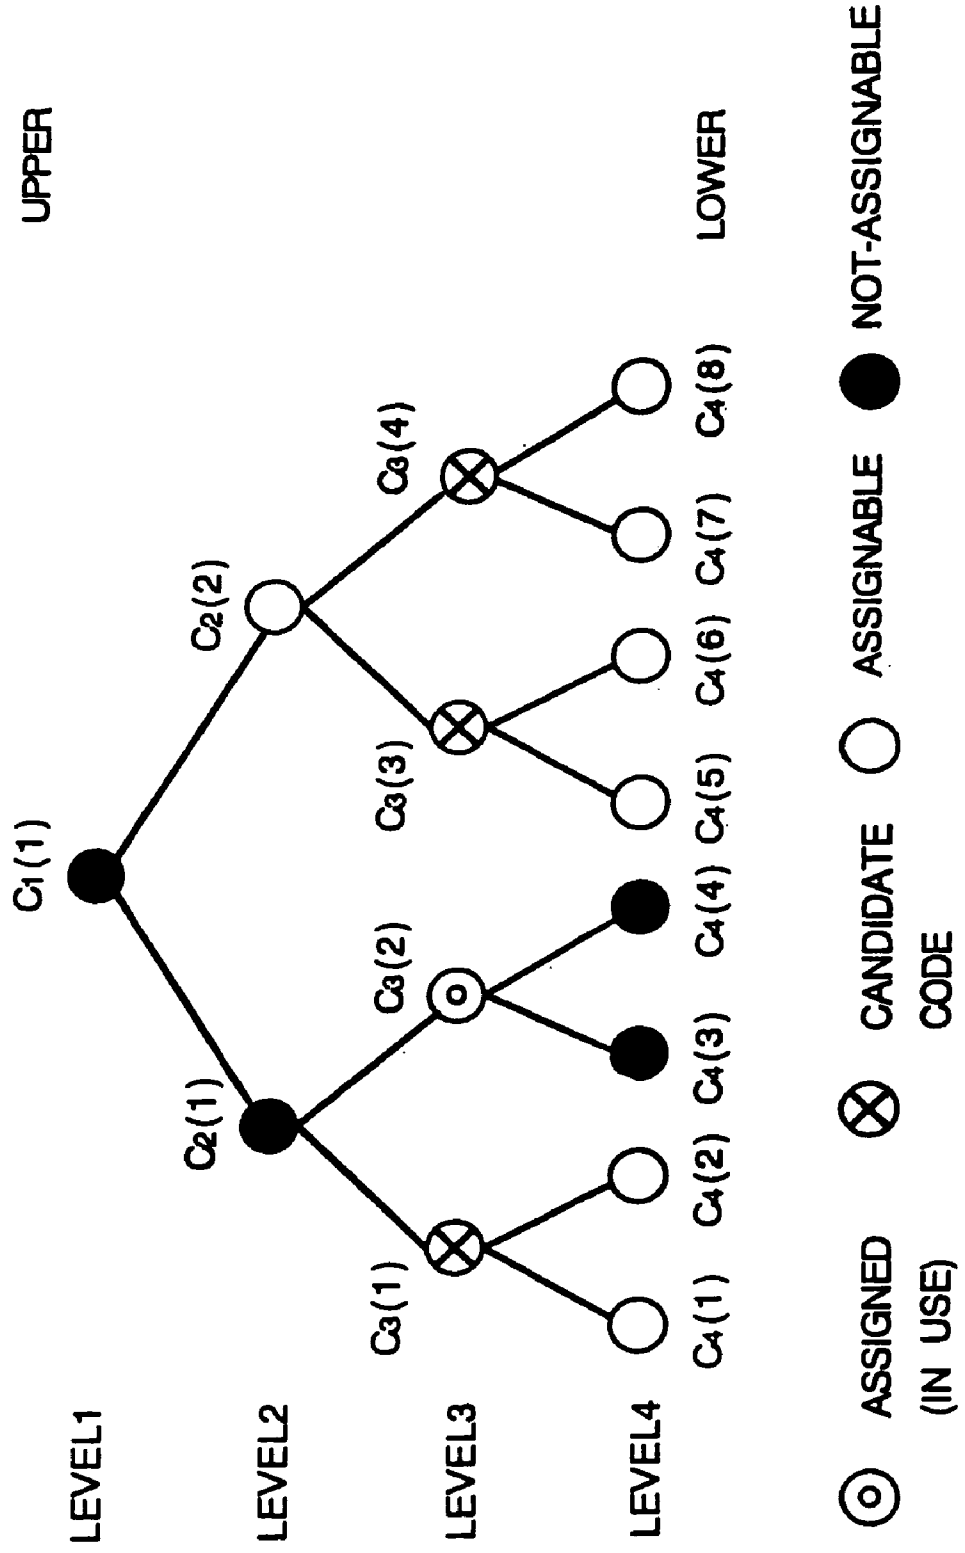 UPPER
LEVEL1
C1(1)
LEVEL2
C2(1)
C2(2)
LEVEL3
C3(1)
C3(2)
C3(3)
C3(4)
LEVEL4
C4(1) C4(2) C4(3) C4(4) C4(5) C4(6) C4(7) C4(8)
LOWER
ASSIGNED
(IN USE)
CANDIDATE
CODE
ASSIGNABLE
NOT-ASSIGNABLE